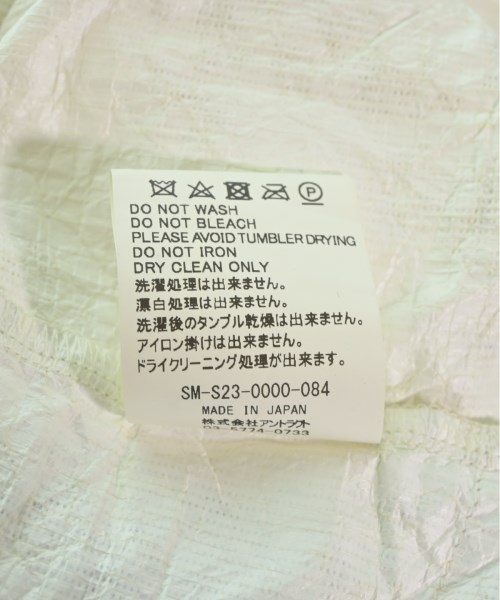 P
DO NOT WASH
DO NOT BLEACH
PLEASE AVOID TUMBLER DRYING
DO NOT IRON
DRY CLEAN ONLY
洗濯処理は出来ません。
漂白処理は出来ません。
洗濯後のタンブル乾燥は出来ません。
アイロン掛けは出来ません。
ドライクリーニング処理が出来ます。
SM-S23-0000-084
MADE IN JAPAN
株式会社アントラクト
03-5774-0733